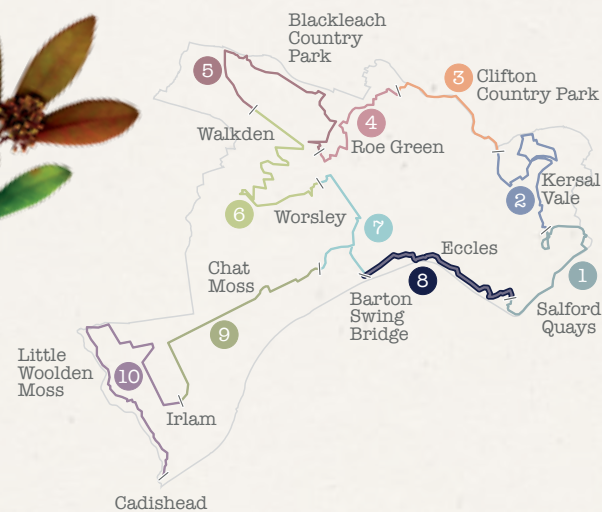 Blackleach
Country
Park
5
3
Clifton
Country Park
4
Walkden
Roe Green
Kersal
Vale
2
6
Worsley
7
Eccles
Chat
Moss
8
1
Barton
Swing
Bridge
Salford
Quays
9
Little
Woolden
Moss
10
Irlam
Cadishead